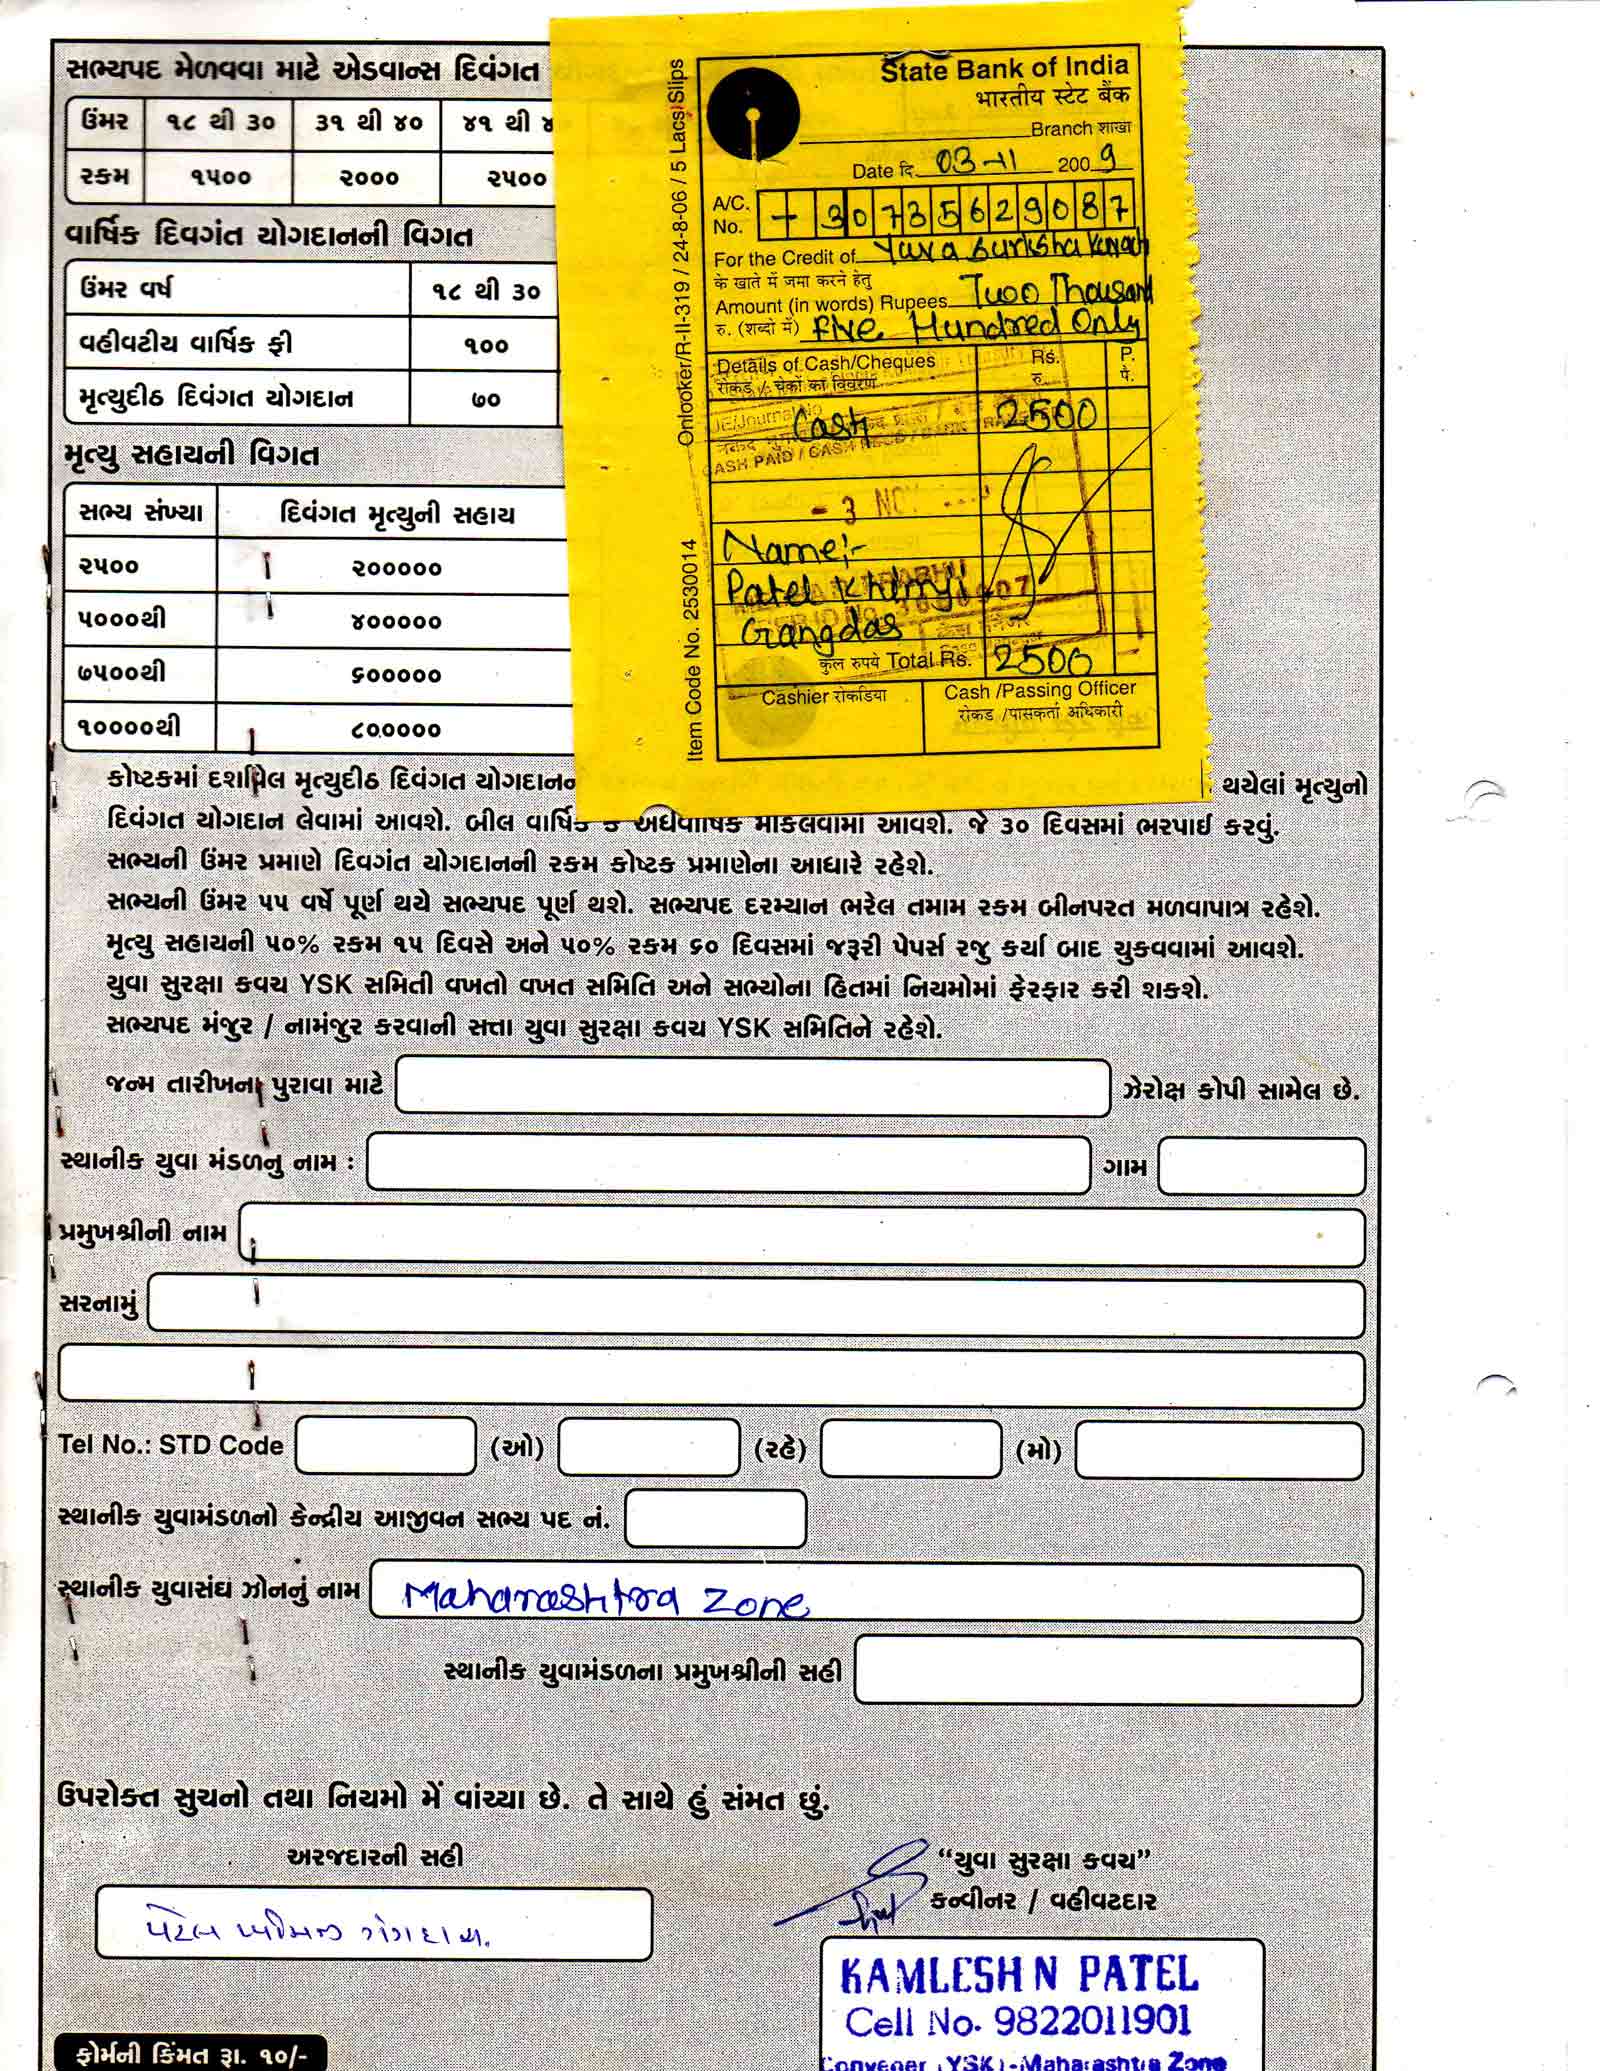 સભ્યપદ મેળવવા માટે એડવાન્સ દિવંગત
ઉંમર ૧૮ થી ૩૦ ૩૧ થી ૪૦ ૪૧ થી
રકમ ૧૫૦૦ ૨૦૦૦ ૨૫૦૦
વાર્ષિક દિવગંત યોગદાનની વિગત
ઉંમર વર્ષ ૧૮ થી ૩૦
વહીવટીય વાર્ષિક ફી ૧૦૦
મૃત્યુદીઠ દિવંગત યોગદાન ૭૦
મૃત્યુ સહાયની વિગત
સભ્ય સંખ્યા દિવંગત મૃત્યુની સહાય
૨૫૦૦ ૨૦૦૦૦૦
૫૦૦૦થી ૪૦૦૦૦૦
૭૫૦૦થી ૬૦૦૦૦૦
૧૦૦૦૦થી ૮૦૦૦૦૦
Onlooker/R-II-319 / 24-8-06 / 5 Lacs/Slips
Item Code No. 2530014
State Bank of India
भारतीय स्टेट बैंक
Branch शाखा
Date दि. 03-11 2009
A/C. No. - 30735629087
For the Credit of Yuva Surksha Kavach
के खाते में जमा करने हेतु
Amount (in words) Rupees Two Thousand
रु. (शब्दो में) Five Hundred Only
Details of Cash/Cheques Rs. P.
रोकड / चेकों का विवरण रु. पै.
JE/Journal No
Cash 2500
CASH PAID / CASH RECD / BANK TRA
- 3 NOV
Name:-
Patel Khimji
Gangdas
कुल रुपये Total Rs. 2500
Cashier रोकडिया Cash /Passing Officer
रोकड /पासकर्ता अधिकारी
કોષ્ટકમાં દર્શાવેલ મૃત્યુદીઠ દિવંગત યોગદાનન થયેલાં મૃત્યુનો
દિવંગત યોગદાન લેવામાં આવશે. બીલ વાર્ષિક કે અર્ધવાર્ષિક મોકલવામાં આવશે. જે ૩૦ દિવસમાં ભરપાઈ કરવું.
સભ્યની ઉંમર પ્રમાણે દિવગંત યોગદાનની રકમ કોષ્ટક પ્રમાણેના આધારે રહેશે.
સભ્યની ઉંમર ૫૫ વર્ષે પૂર્ણ થયે સભ્યપદ પૂર્ણ થશે. સભ્યપદ દરમ્યાન ભરેલ તમામ રકમ બીનપરત મળવાપાત્ર રહેશે.
મૃત્યુ સહાયની ૫૦% રકમ ૧૫ દિવસે અને ૫૦% રકમ ૬૦ દિવસમાં જરૂરી પેપર્સ રજુ કર્યા બાદ ચુકવવામાં આવશે.
યુવા સુરક્ષા કવચ YSK સમિતી વખતો વખત સમિતિ અને સભ્યોના હિતમાં નિયમોમાં ફેરફાર કરી શકશે.
સભ્યપદ મંજુર / નામંજુર કરવાની સત્તા યુવા સુરક્ષા કવચ YSK સમિતિને રહેશે.
જન્મ તારીખના પુરાવા માટે ઝેરોક્ષ કોપી સામેલ છે.
સ્થાનીક યુવા મંડળનુ નામ : ગામ
પ્રમુખશ્રીની નામ
સરનામું
Tel No.: STD Code (ઓ) (રહે) (મો)
સ્થાનીક યુવામંડળનો કેન્દ્રીય આજીવન સભ્ય પદ નં.
સ્થાનીક યુવાસંઘ ઝોનનું નામ Maharashtra Zone
સ્થાનીક યુવામંડળના પ્રમુખશ્રીની સહી
ઉપરોક્ત સુચનો તથા નિયમો મેં વાંચ્યા છે. તે સાથે હું સંમત છું.
અરજદારની સહી
પટેલ ખીમજી ગંગદાસ.
“યુવા સુરક્ષા કવચ”
કન્વીનર / વહીવટદાર
KAMLESH N PATEL
Cell No. 9822011901
Convener (YSK)-Maharashtra Zone
ફોર્મની કિંમત રૂા. ૧૦/-